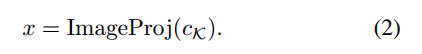 x = ImageProj(c_𝒦). (2)